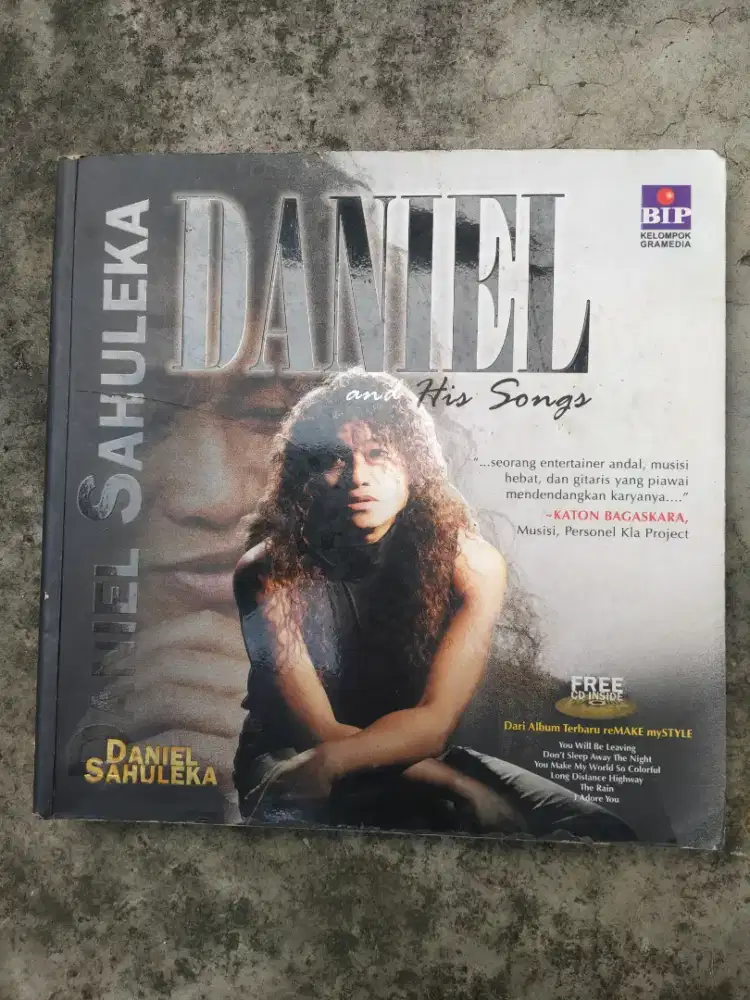 DANIEL SAHULEKA
DANIEL
and His Songs
BIP
KELOMPOK
GRAMEDIA
"...seorang entertainer andal, musisi
hebat, dan gitaris yang piawai
mendendangkan karyanya...."
~KATON BAGASKARA,
Musisi, Personel Kla Project
FREE
CD INSIDE
Dari Album Terbaru reMAKE mySTYLE
You Will Be Leaving
Don't Sleep Away The Night
You Make My World So Colorful
Long Distance Highway
The Rain
I Adore You
DANIEL
SAHULEKA